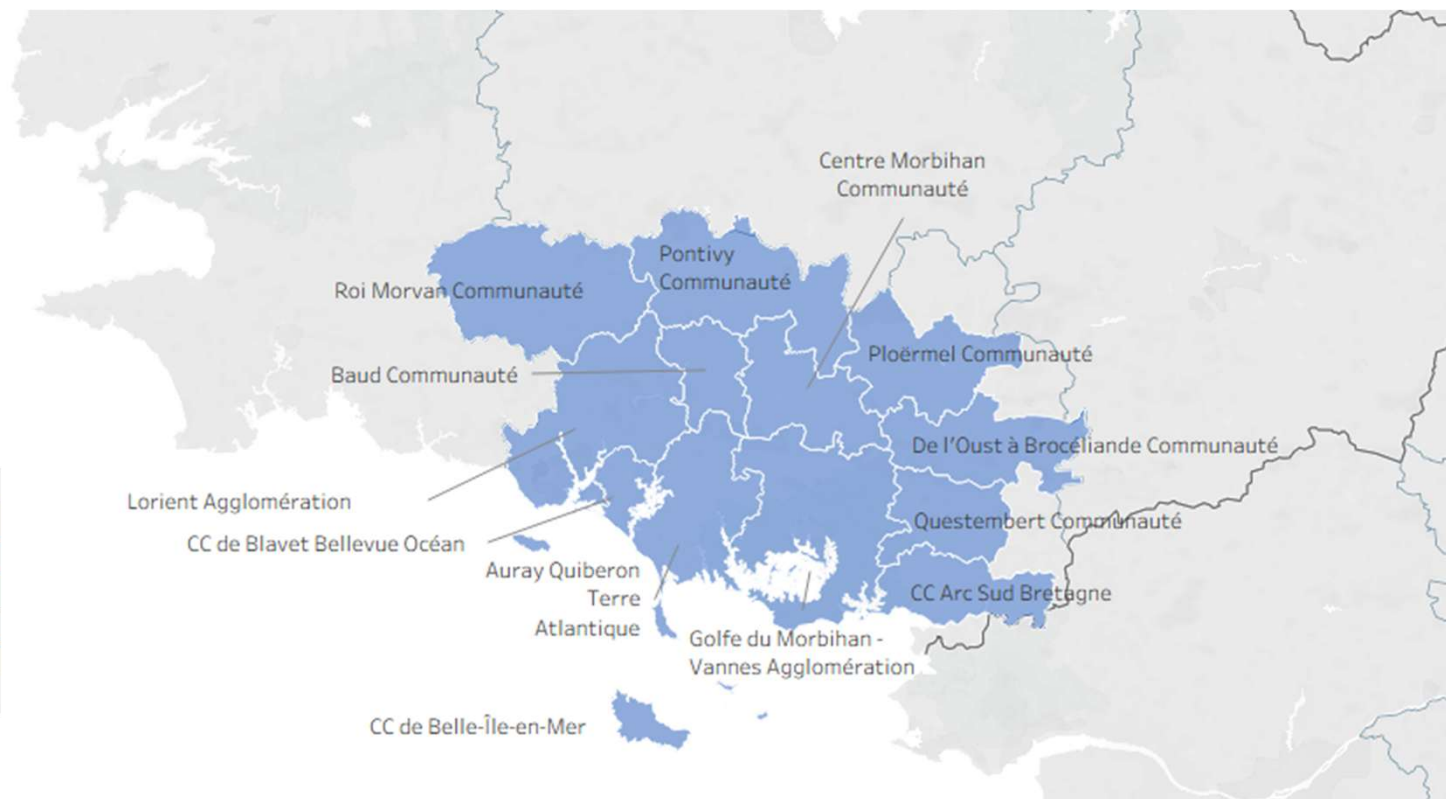 Centre Morbihan
Communauté
Pontivy
Communauté
Roi Morvan Communauté
Ploërmel Communauté
Baud Communauté
De l'Oust à Brocéliande Communauté
Lorient Agglomération
Questembert Communauté
CC de Blavet Bellevue Océan
Auray Quiberon
Terre
Atlantique
CC Arc Sud Bretagne
Golfe du Morbihan -
Vannes Agglomération
CC de Belle-Île-en-Mer